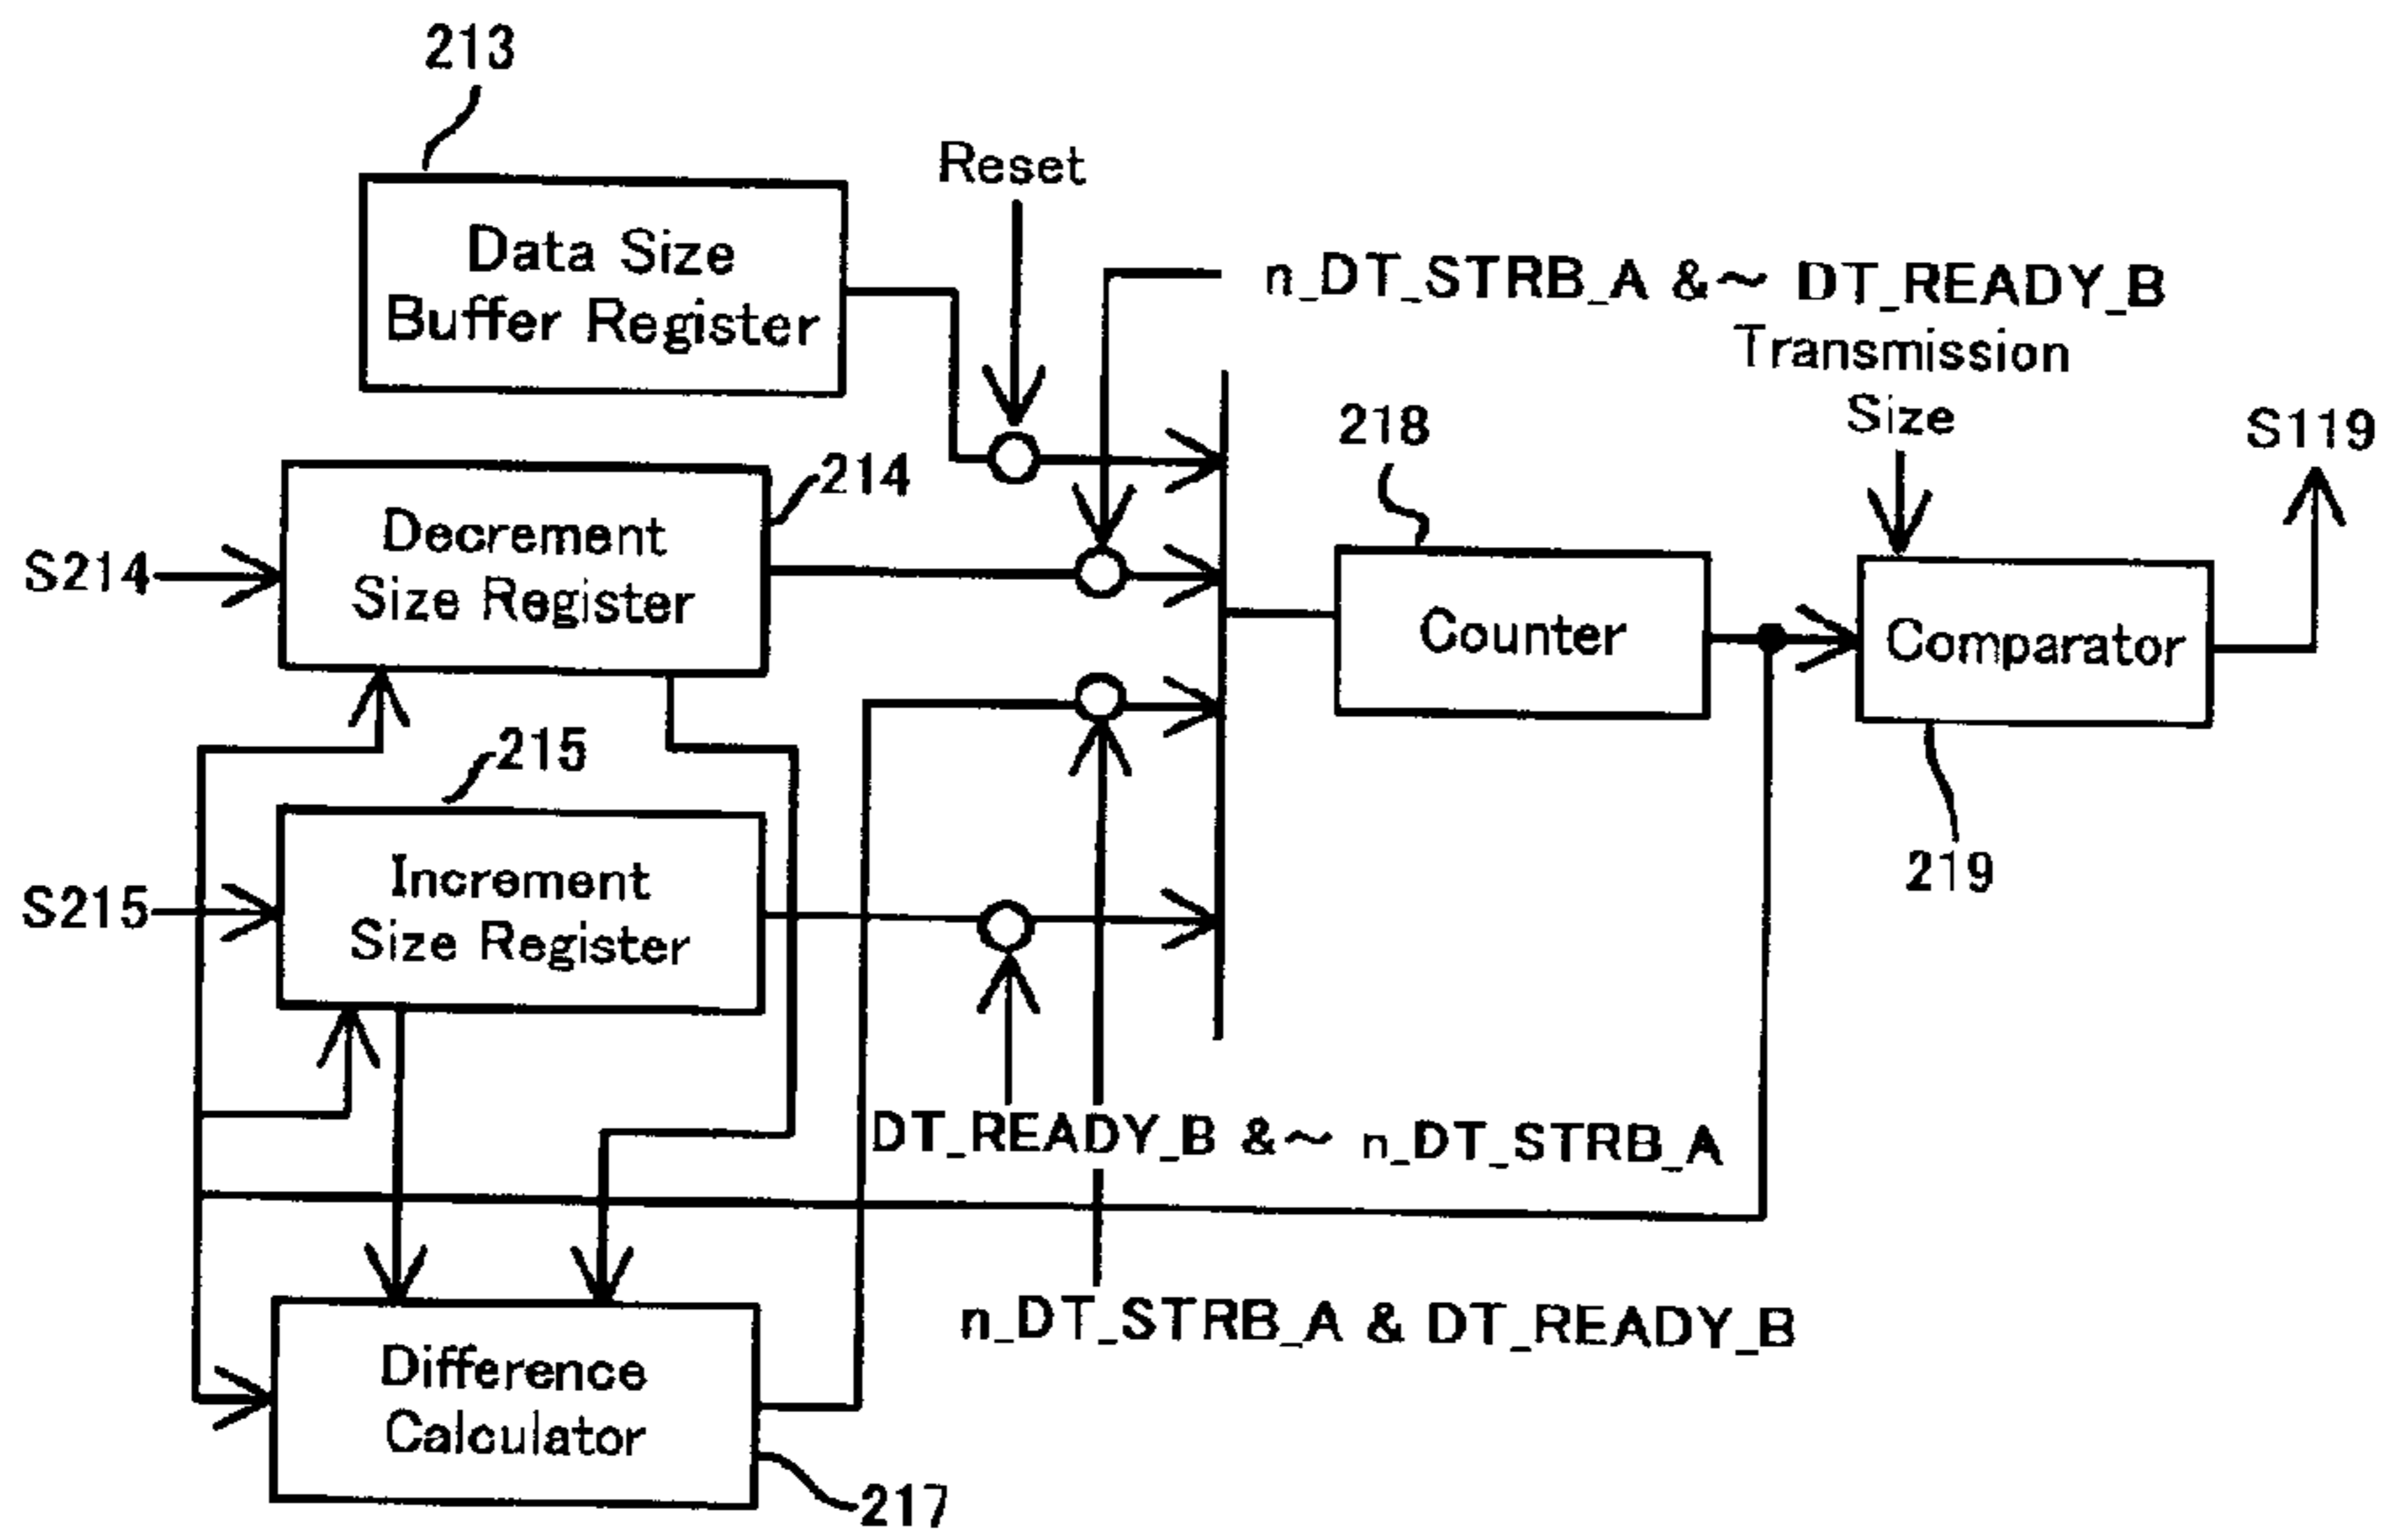 213
Reset
Data Size
Buffer Register
n_DT_STRB_A &~ DT_READY_B
Transmission
Size
218
S119
214
S214
Decrement
Size Register
Counter
Comparator
215
219
S215
Increment
Size Register
DT_READY_B &~ n_DT_STRB_A
n_DT_STRB_A & DT_READY_B
Difference
Calculator
217